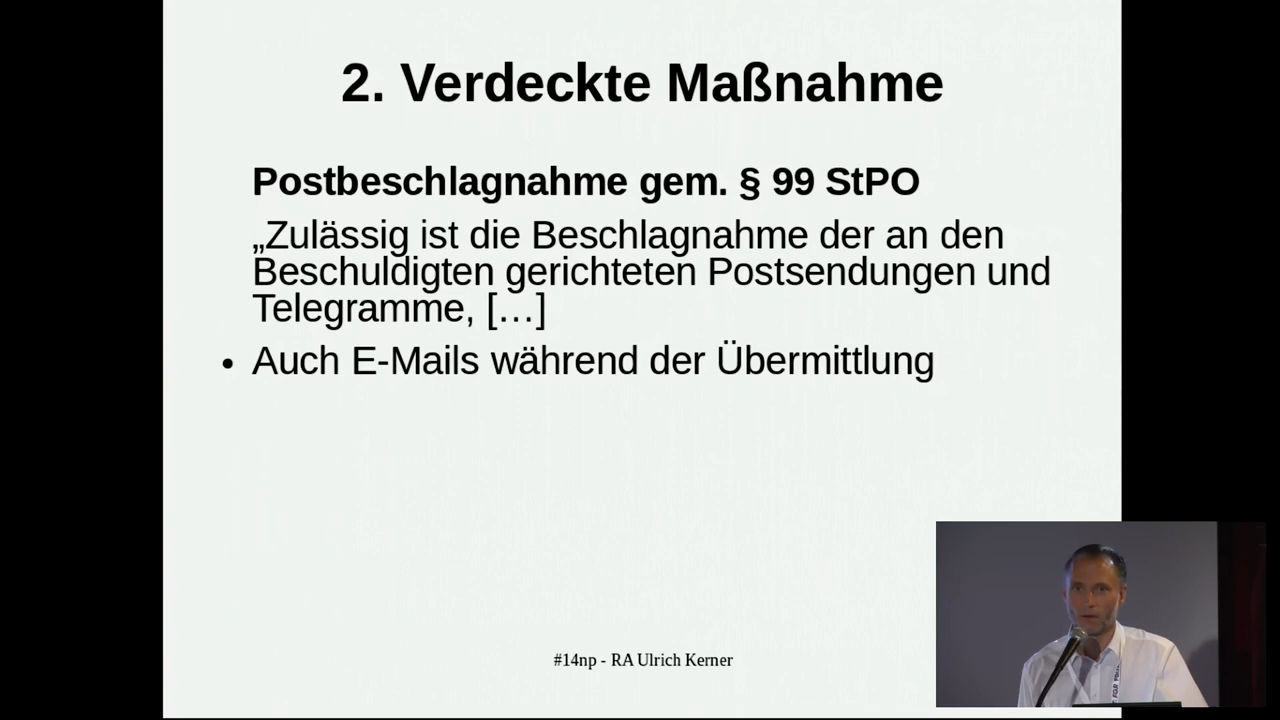 2. Verdeckte Maßnahme
Postbeschlagnahme gem. § 99 StPO
„Zulässig ist die Beschlagnahme der an den
Beschuldigten gerichteten Postsendungen und
Telegramme, […]
• Auch E-Mails während der Übermittlung
#14np - RA Ulrich Kerner